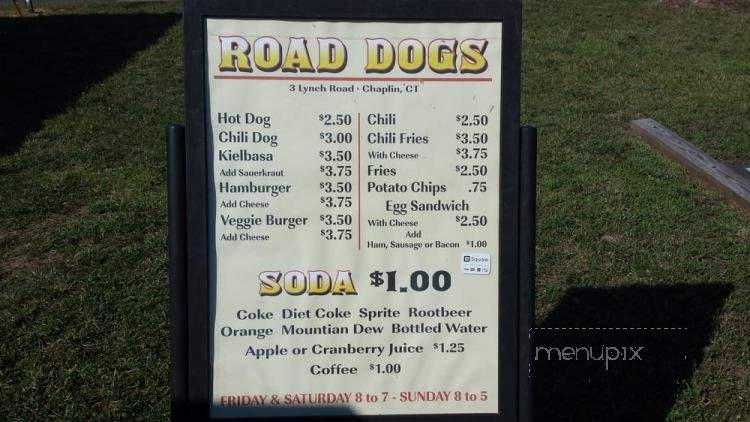 ROAD DOGS
3 Lynch Road · Chaplin, CT
Hot Dog $2.50
Chili Dog $3.00
Kielbasa $3.50
Add Sauerkraut $3.75
Hamburger $3.50
Add Cheese $3.75
Veggie Burger $3.50
Add Cheese $3.75
Chili $2.50
Chili Fries $3.50
With Cheese $3.75
Fries $2.50
Potato Chips .75
Egg Sandwich
With Cheese $2.50
Add
Ham, Sausage or Bacon $1.00
Square
SODA $1.00
Coke Diet Coke Sprite Rootbeer
Orange Mountian Dew Bottled Water
Apple or Cranberry Juice $1.25
Coffee $1.00
FRIDAY & SATURDAY 8 to 7 - SUNDAY 8 to 5
menupix